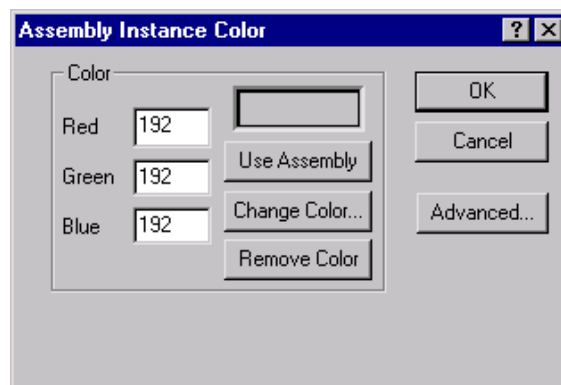 Assembly Instance Color
Color
Red 192
Green 192
Blue 192
Use Assembly
Change Color...
Remove Color
OK
Cancel
Advanced...